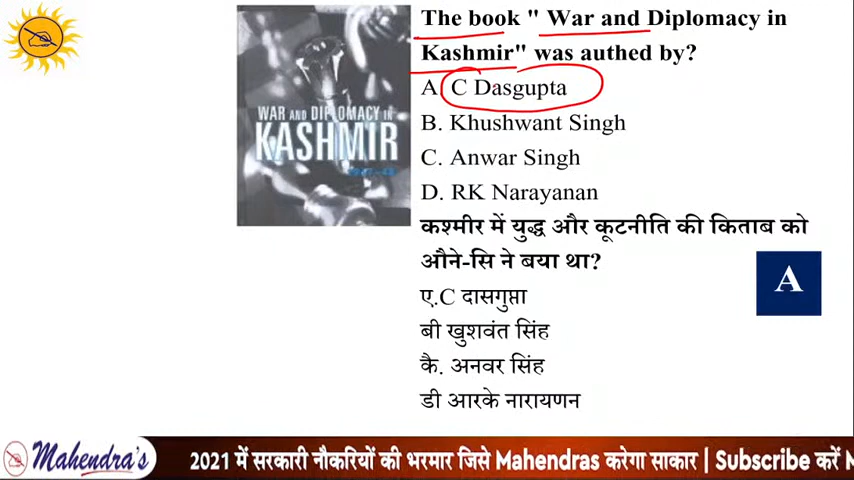 The book " War and Diplomacy in
Kashmir" was authed by?
A. C Dasgupta
B. Khushwant Singh
C. Anwar Singh
D. RK Narayanan
कश्मीर में युद्ध और कूटनीति की किताब को
औने-सि ने बया था?
ए.C दासगुप्ता
बी खुशवंत सिंह
कै. अनवर सिंह
डी आरके नारायणन
WAR AND DIPLOMACY IN
KASHMIR
A
Mahendra's
2021 में सरकारी नौकरियों की भरमार जिसे Mahendras करेगा साकार | Subscribe करें M